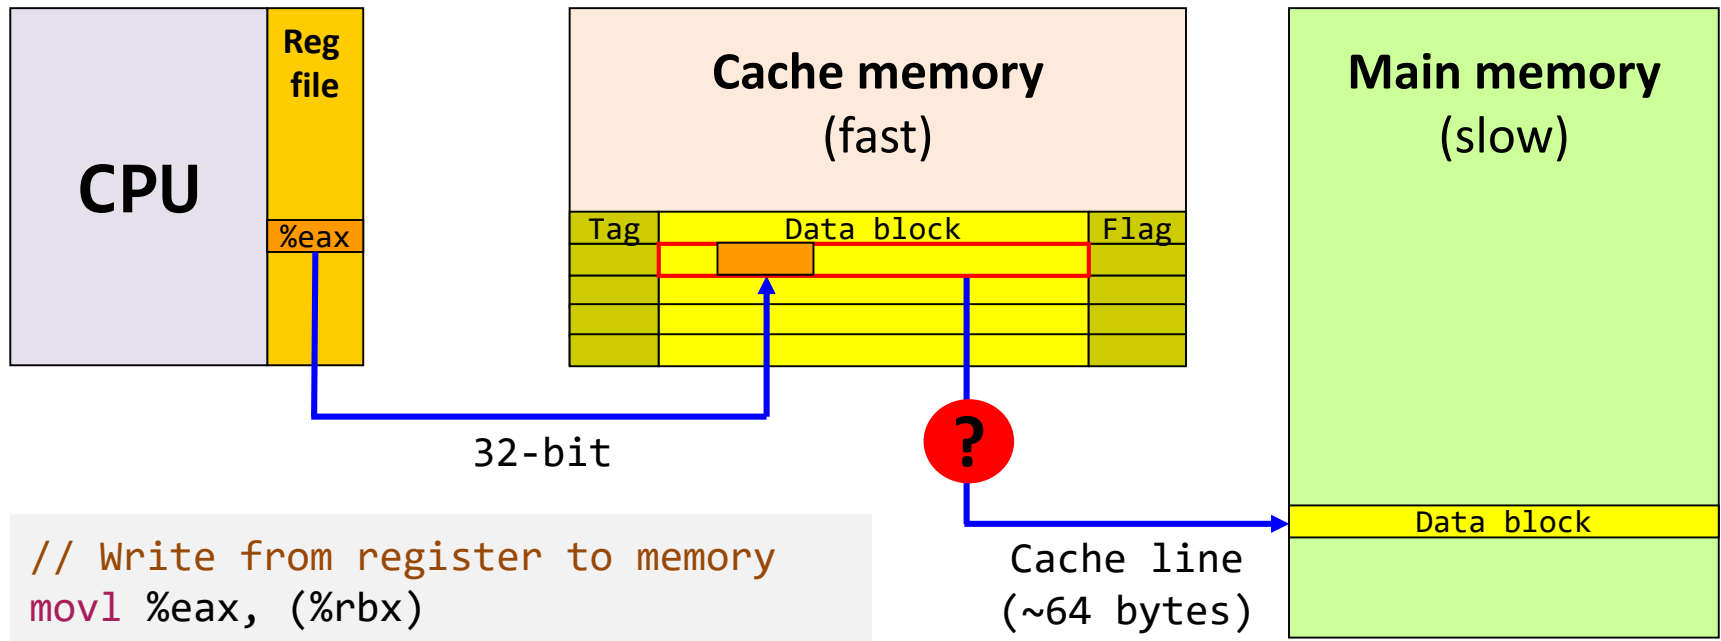 Reg
file
CPU
%eax
Cache memory
(fast)
Tag
Data block
Flag
Main memory
(slow)
Data block
32-bit
?
Cache line
(~64 bytes)
// Write from register to memory
movl %eax, (%rbx)